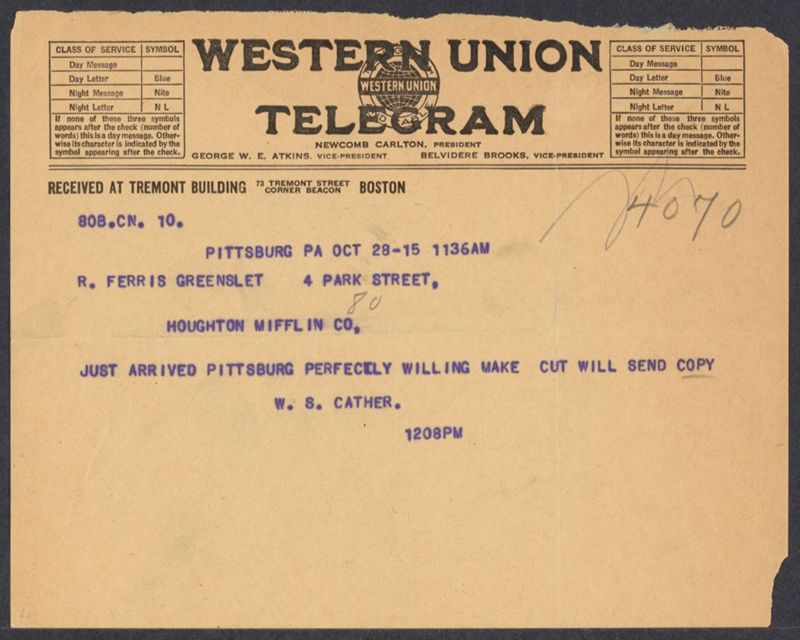 CLASS OF SERVICE SYMBOL
Day Message
Day Letter Blue
Night Message Nite
Night Letter N L
If none of these three symbols
appears after the check (number of
words) this is a day message. Other-
wise its character is indicated by the
symbol appearing after the check.
WESTERN UNION
WESTERN UNION
TELEGRAM
NEWCOMB CARLTON, PRESIDENT
GEORGE W. E. ATKINS, VICE-PRESIDENT BELVIDERE BROOKS, VICE-PRESIDENT
CLASS OF SERVICE SYMBOL
Day Message
Day Letter Blue
Night Message Nite
Night Letter N L
If none of these three symbols
appears after the check (number of
words) this is a day message. Other-
wise its character is indicated by the
symbol appearing after the check.
RECEIVED AT TREMONT BUILDING 73 TREMONT STREET CORNER BEACON BOSTON
4070
80B.CN. 10.
PITTSBURG PA OCT 28-15 1136AM
R. FERRIS GREENSLET 4 PARK STREET,
80
HOUGHTON MIFFLIN CO,
JUST ARRIVED PITTSBURG PERFECELY WILLING MAKE CUT WILL SEND COPY
W. S. CATHER.
1208PM